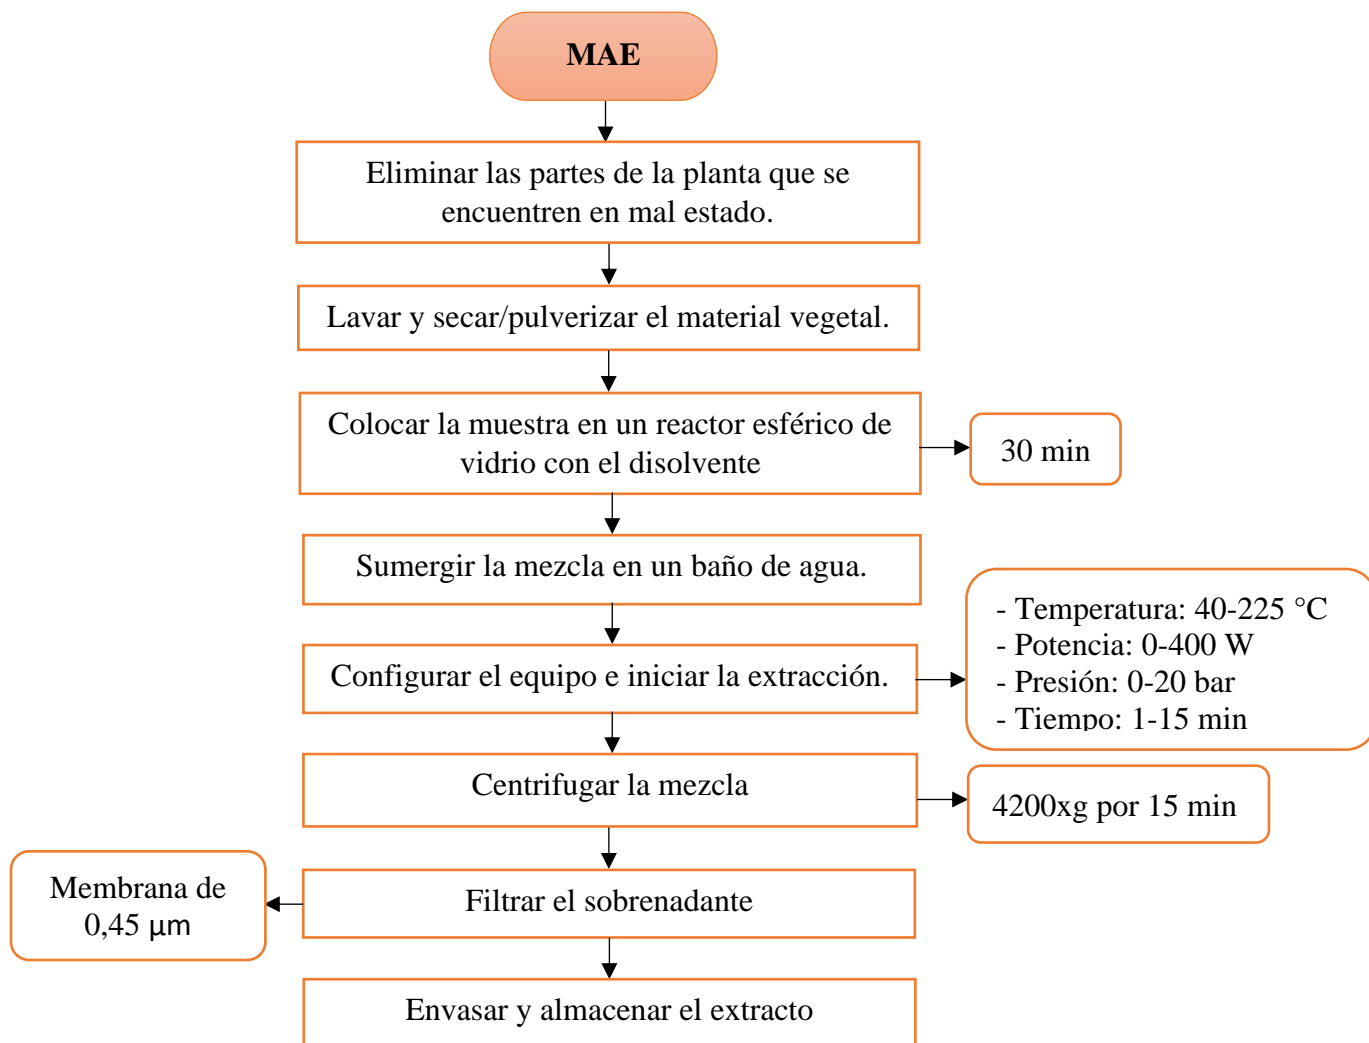 MAE
Eliminar las partes de la planta que se
encuentren en mal estado.
Lavar y secar/pulverizar el material vegetal.
Colocar la muestra en un reactor esférico de
vidrio con el disolvente
30 min
Sumergir la mezcla en un baño de agua.
Configurar el equipo e iniciar la extracción.
- Temperatura: 40-225 °C
- Potencia: 0-400 W
- Presión: 0-20 bar
- Tiempo: 1-15 min
Centrifugar la mezcla
4200xg por 15 min
Filtrar el sobrenadante
Membrana de
0,45 µm
Envasar y almacenar el extracto